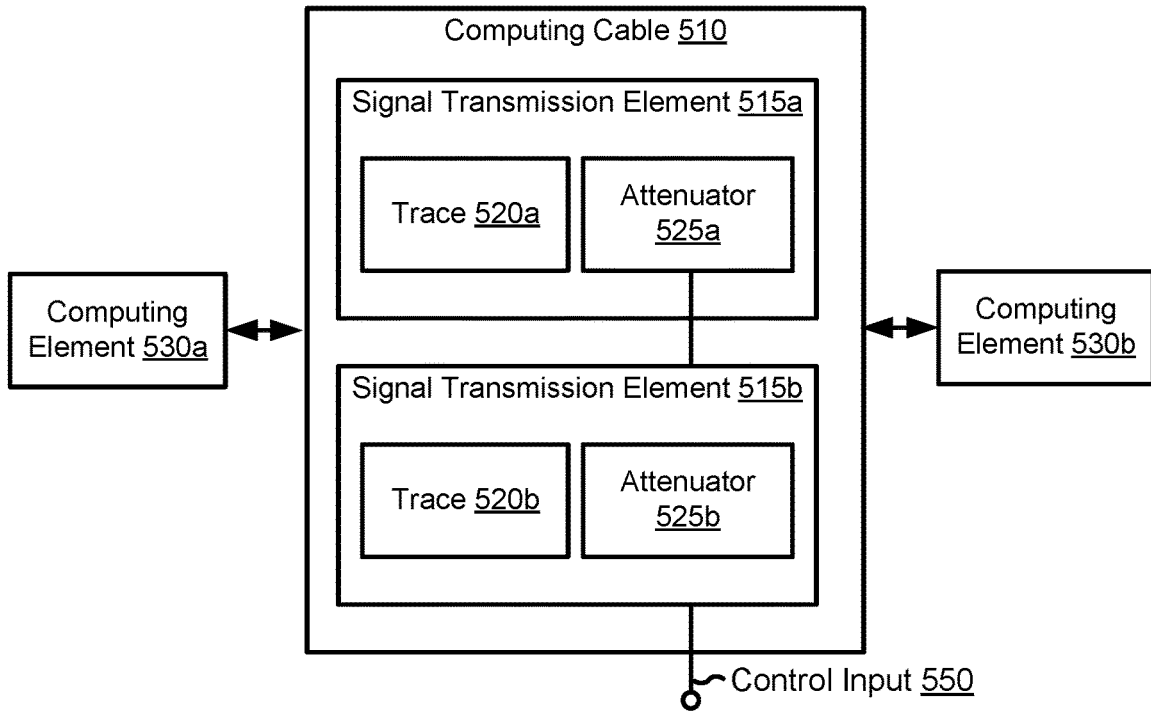 Computing Cable 510
Signal Transmission Element 515a
Trace 520a
Attenuator
525a
Computing
Element 530a
Computing
Element 530b
Signal Transmission Element 515b
Trace 520b
Attenuator
525b
Control Input 550